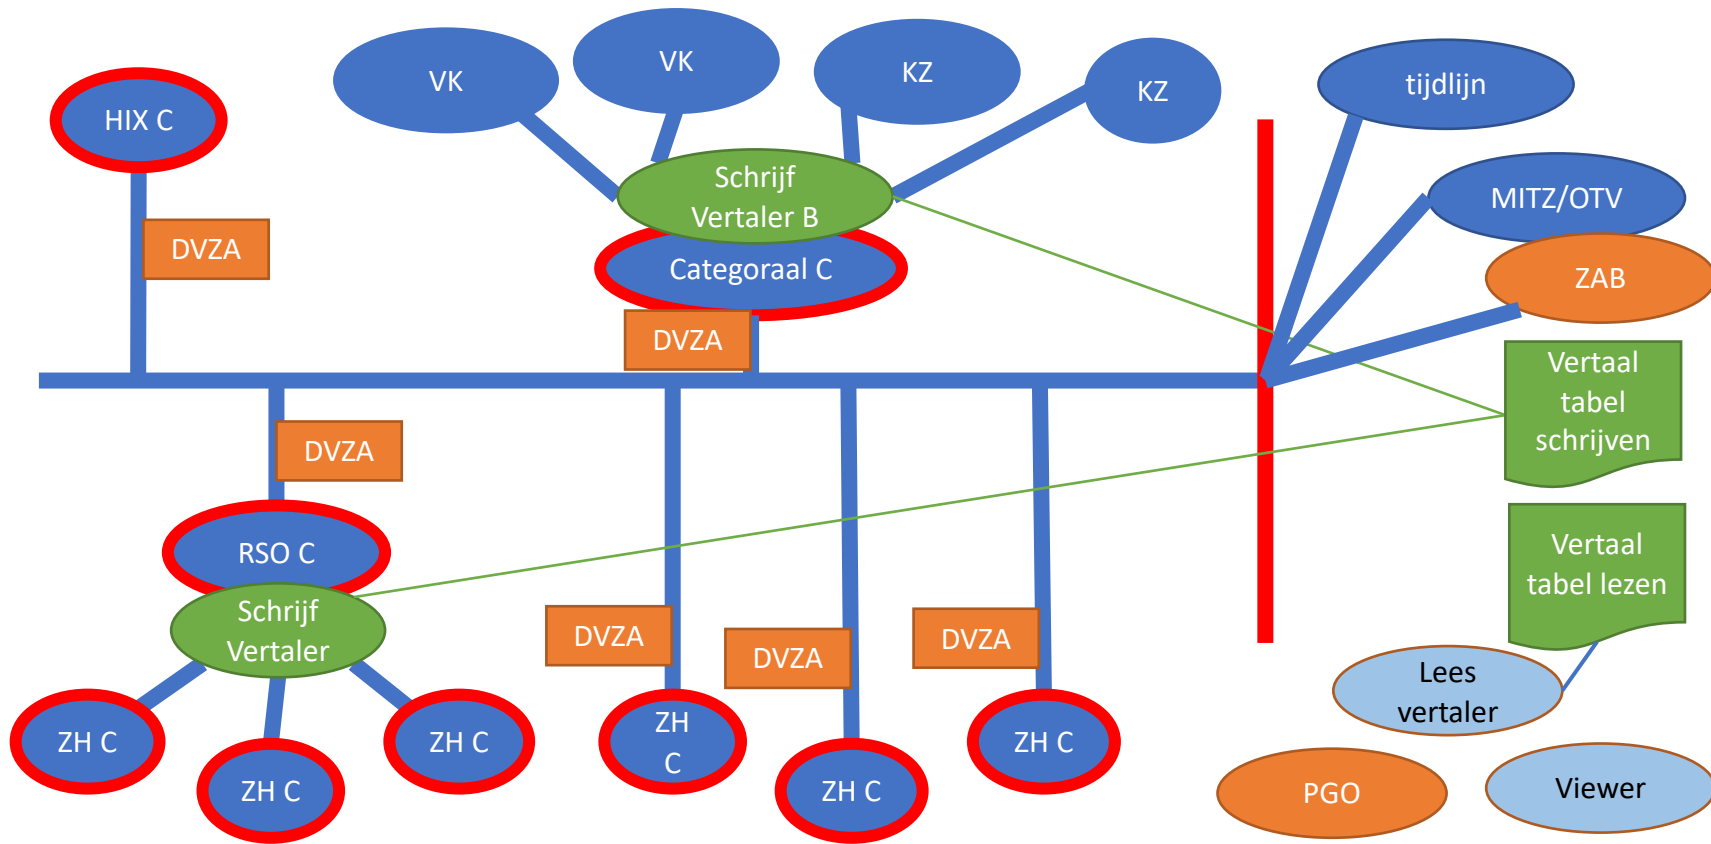 VK
VK
KZ
KZ
tijdlijn
HIX C
Schrijf
Vertaler B
MITZ/OTV
DVZA
Categoraal C
ZAB
DVZA
Vertaal
tabel
schrijven
DVZA
RSO C
Vertaal
tabel lezen
Schrijf
Vertaler
DVZA
DVZA
DVZA
Lees
vertaler
ZH C
ZH C
ZH C
ZH
C
ZH C
ZH C
PGO
Viewer